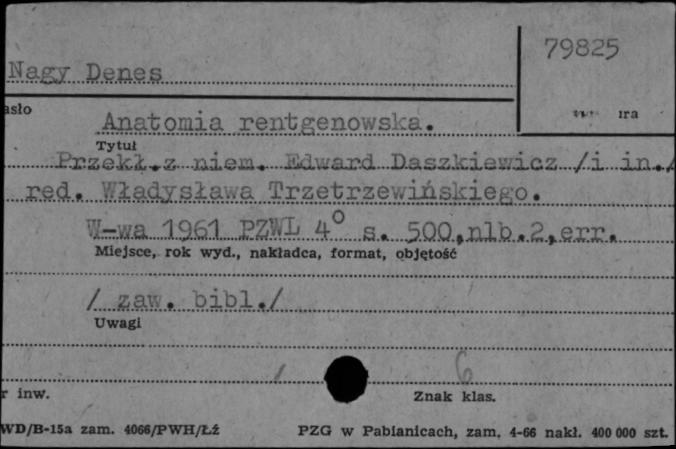 79825
Nagy Denes
asło
ura
Anatomia rentgenowska.
Tytuł
Przekł.z niem. Edward Daszkiewicz /i in./
red. Władysława Trzetrzewińskiego.
W-wa 1961 PZWL 4° s. 500,nlb.2,err.
Miejsce, rok wyd., nakładca, format, objętość
/ zaw. bibl./
Uwagi
6
r inw.
Znak klas.
WD/B-15a zam. 4066/PWH/Łź
PZG w Pabianicach, zam. 4-66 nakł. 400 000 szt.